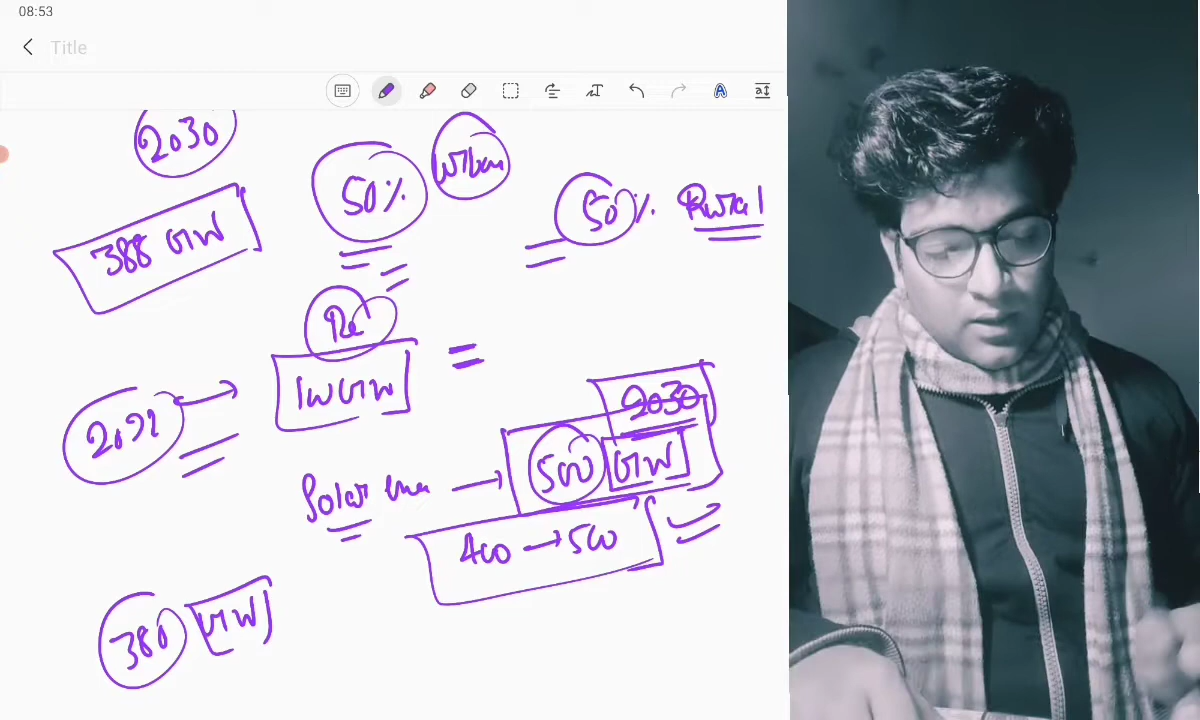 08:53
Title
2030
50% Urban
50% Rural
388 GW
Re
2022 → 100 GW =
2030
Solar → 500 GW
400 → 500
380 GW